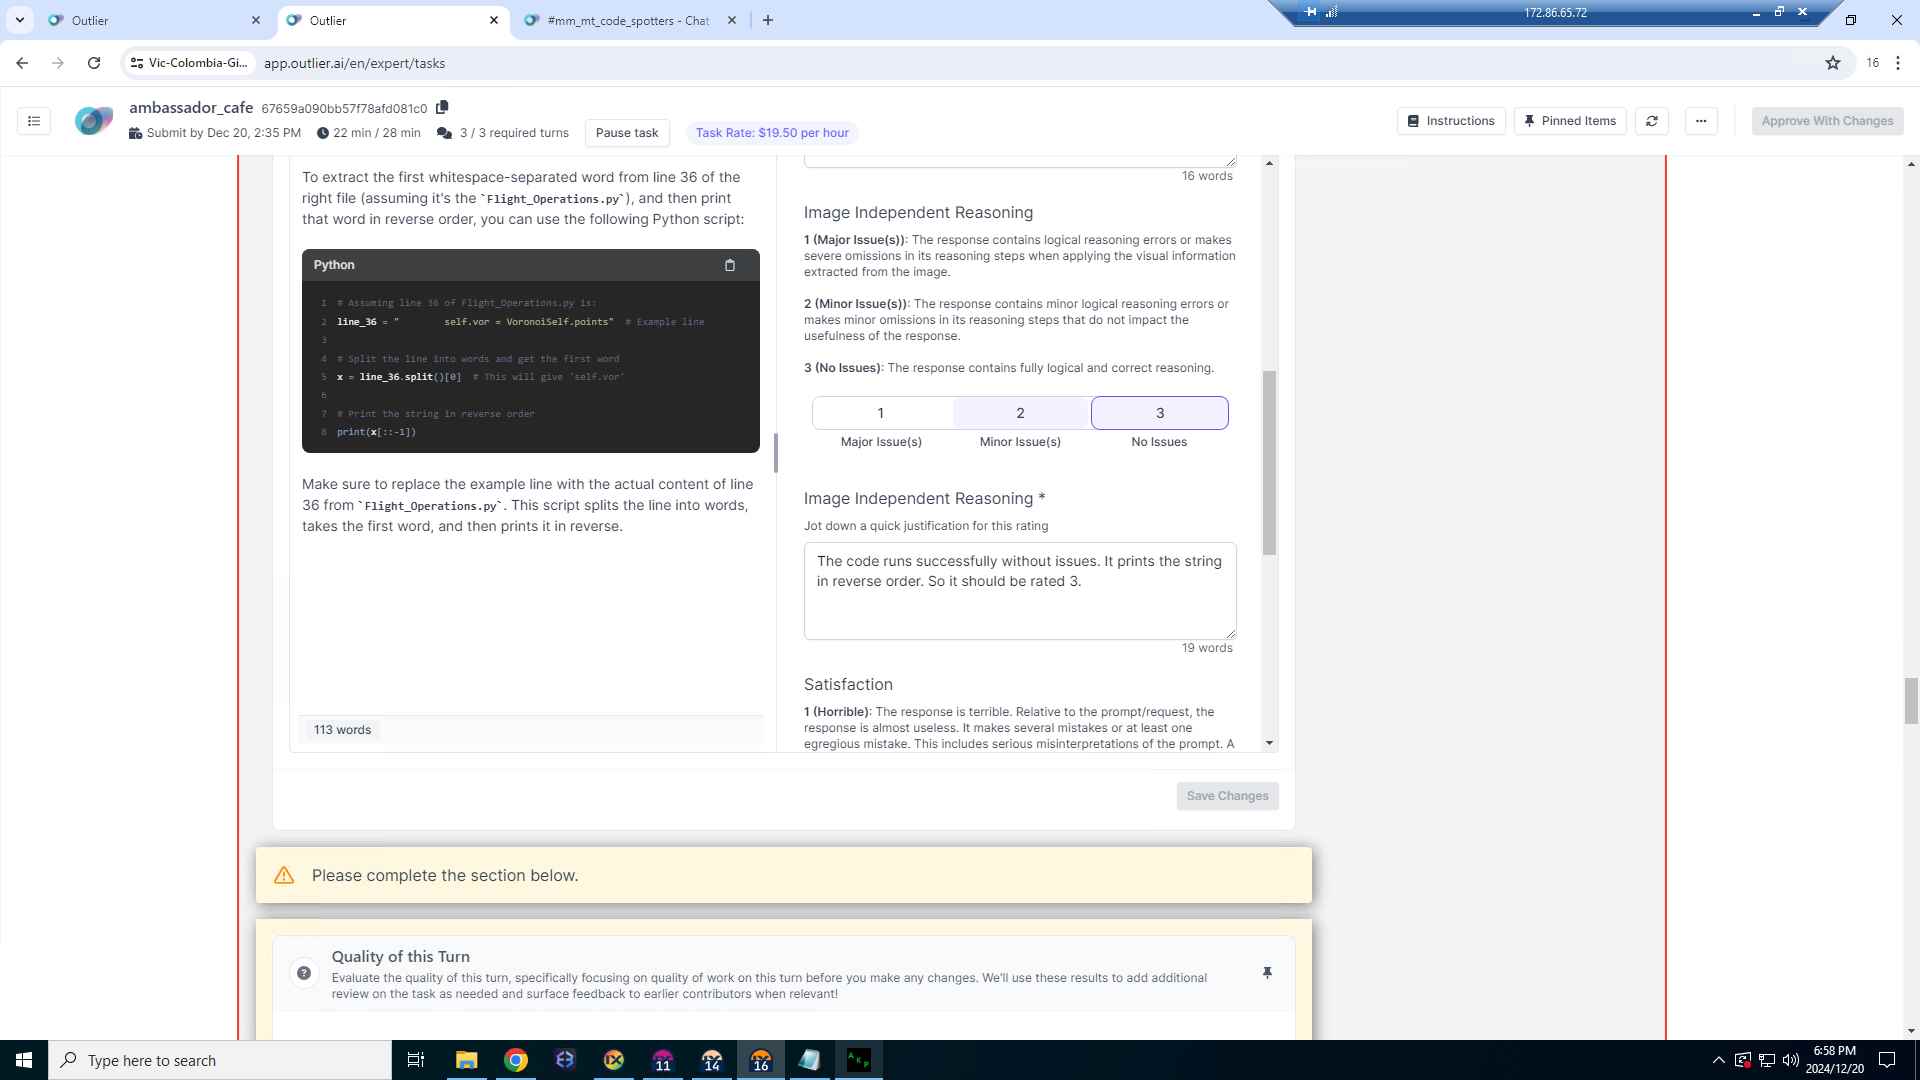 Outlier
Outlier
#mm_mt_code_spotters - Chat
172.86.65.72
Vic-Colombia-Gi...
app.outlier.ai/en/expert/tasks
16
ambassador_cafe 67659a090bb57f78afd081c0
Submit by Dec 20, 2:35 PM
22 min / 28 min
3 / 3 required turns
Pause task
Task Rate: $19.50 per hour
Instructions
Pinned Items
Approve With Changes
To extract the first whitespace-separated word from line 36 of the
right file (assuming it's the `Flight_Operations.py`), and then print
that word in reverse order, you can use the following Python script:
Python
1 # Assuming line 36 of Flight_Operations.py is:
2 line_36 = "        self.vor = VoronoiSelf.points"  # Example line
3
4 # Split the line into words and get the first word
5 x = line_36.split()[0]  # This will give 'self.vor'
6
7 # Print the string in reverse order
8 print(x[::-1])
Make sure to replace the example line with the actual content of line
36 from `Flight_Operations.py`. This script splits the line into words,
takes the first word, and then prints it in reverse.
113 words
16 words
Image Independent Reasoning
1 (Major Issue(s)): The response contains logical reasoning errors or makes
severe omissions in its reasoning steps when applying the visual information
extracted from the image.
2 (Minor Issue(s)): The response contains minor logical reasoning errors or
makes minor omissions in its reasoning steps that do not impact the
usefulness of the response.
3 (No Issues): The response contains fully logical and correct reasoning.
1 2 3
Major Issue(s) Minor Issue(s) No Issues
Image Independent Reasoning *
Jot down a quick justification for this rating
The code runs successfully without issues. It prints the string
in reverse order. So it should be rated 3.
19 words
Satisfaction
1 (Horrible): The response is terrible. Relative to the prompt/request, the
response is almost useless. It makes several mistakes or at least one
egregious mistake. This includes serious misinterpretations of the prompt. A
Save Changes
Please complete the section below.
Quality of this Turn
Evaluate the quality of this turn, specifically focusing on quality of work on this turn before you make any changes. We'll use these results to add additional
review on the task as needed and surface feedback to earlier contributors when relevant!
Type here to search
11
14
16
6:58 PM
2024/12/20